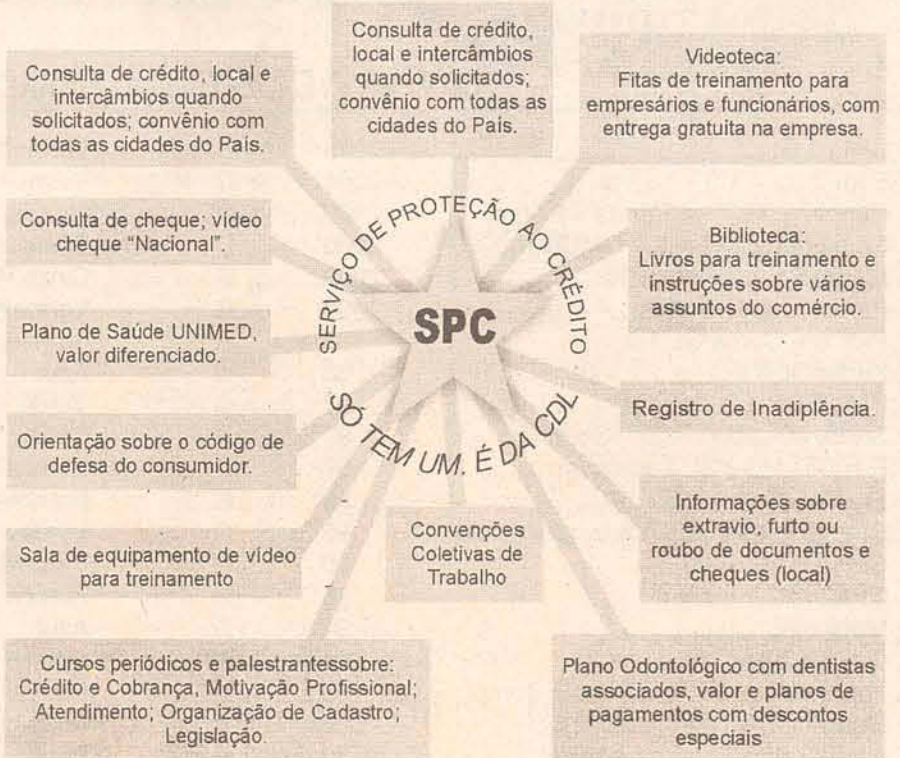 Consulta de crédito, local e
intercâmbios quando
solicitados; convênio com
todas as cidades do País.
Consulta de crédito,
local e intercâmbios
quando solicitados;
convênio com todas as
cidades do País.
Videoteca:
Fitas de treinamento para
empresários e funcionários, com
entrega gratuita na empresa.
Consulta de cheque; vídeo
cheque “Nacional”.
Biblioteca:
Livros para treinamento e
instruções sobre vários
assuntos do comércio.
SERVIÇO DE PROTEÇÃO AO CRÉDITO
SPC
SÓ TEM UM. É DA CDL
Plano de Saúde UNIMED,
valor diferenciado.
Registro de Inadiplência.
Orientação sobre o código de
defesa do consumidor.
Informações sobre
extravio, furto ou
roubo de documentos e
cheques (local)
Sala de equipamento de vídeo
para treinamento
Convenções
Coletivas de
Trabalho
Cursos periódicos e palestrantessobre:
Crédito e Cobrança, Motivação Profissional;
Atendimento; Organização de Cadastro;
Legislação.
Plano Odontológico com dentistas
associados, valor e planos de
pagamentos com descontos
especiais